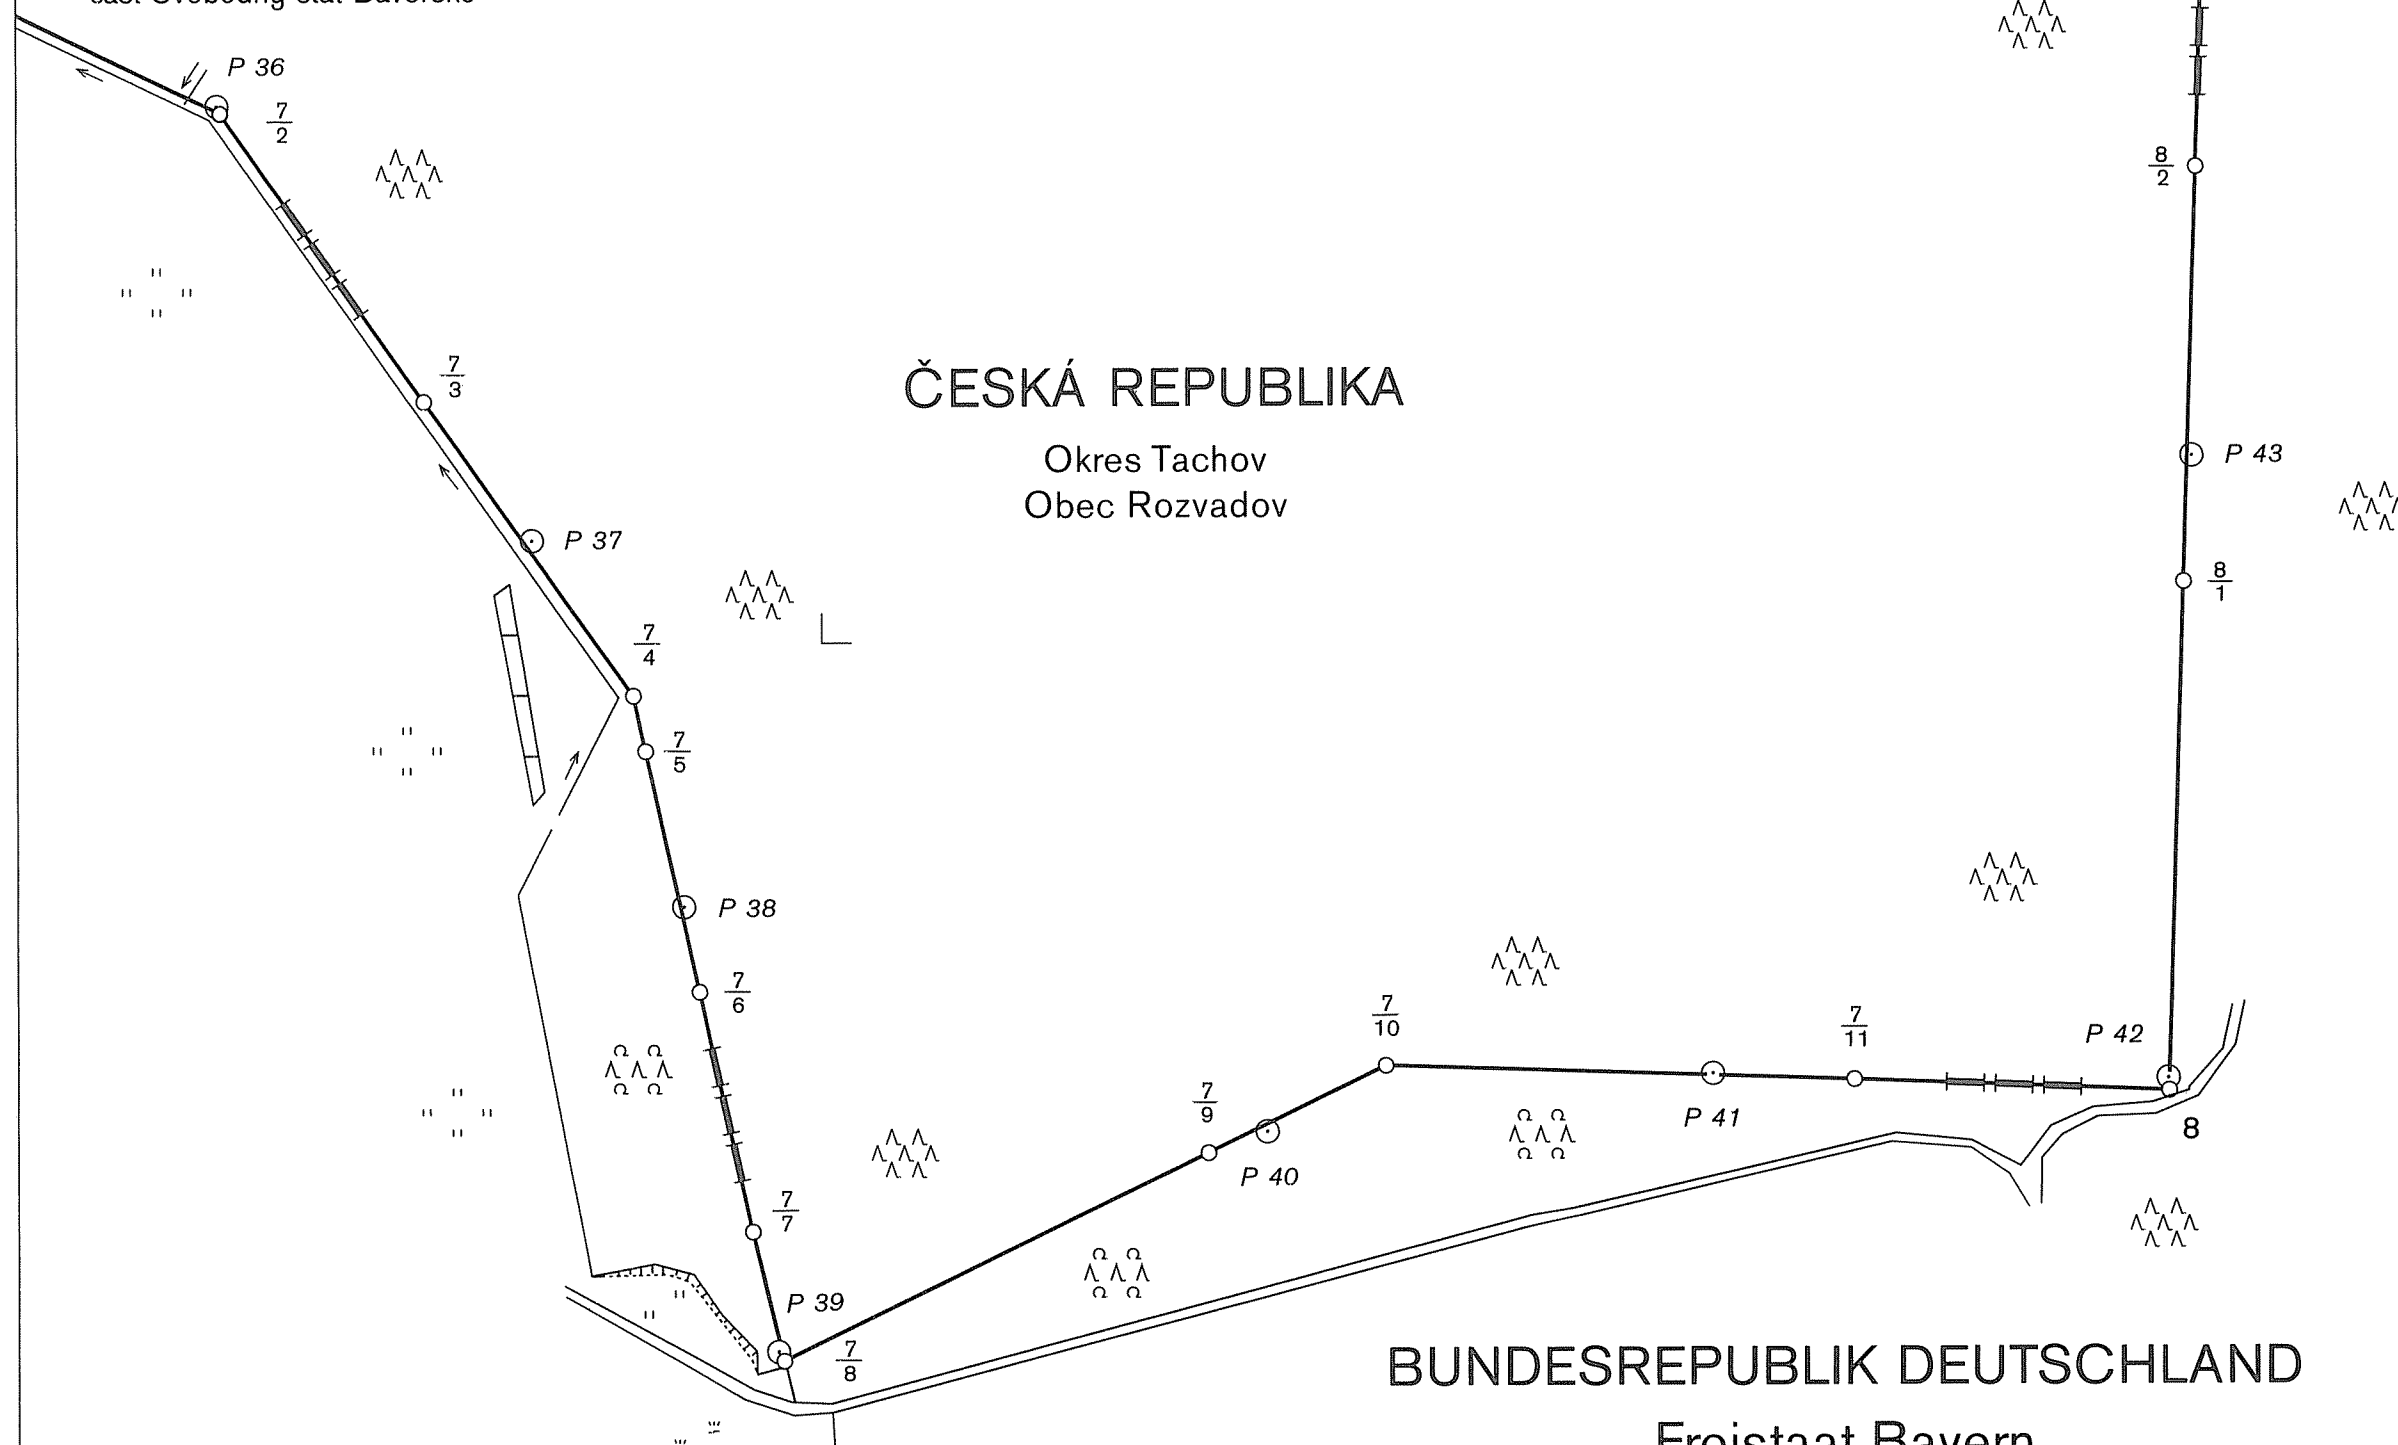 P 36
7/2
8/2
7/3
ČESKÁ REPUBLIKA
Okres Tachov
Obec Rozvadov
P 43
P 37
8/1
7/4
7/5
P 38
7/6
7/10
7/11
P 42
7/9
P 41
8
P 40
7/7
P 39
7/8
BUNDESREPUBLIK DEUTSCHLAND
Freistaat Bayern